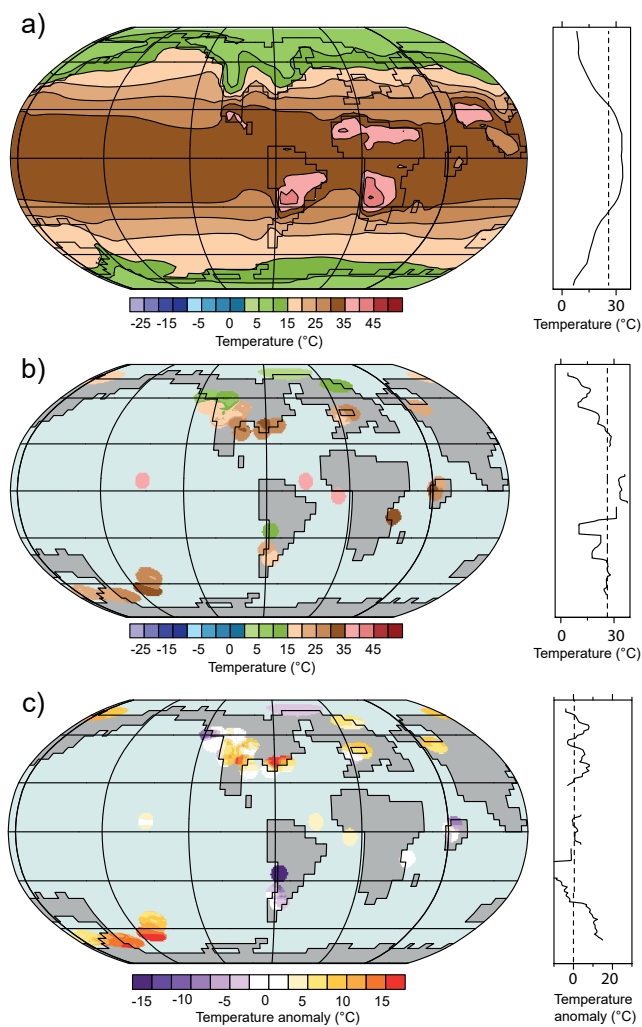 a)
-25 -15 -5 0 5 15 25 35 45
Temperature (°C)
0 30
Temperature (°C)
b)
-25 -15 -5 0 5 15 25 35 45
Temperature (°C)
0 30
Temperature (°C)
c)
-15 -10 -5 0 5 10 15
Temperature anomaly (°C)
0 20
Temperature
anomaly (°C)